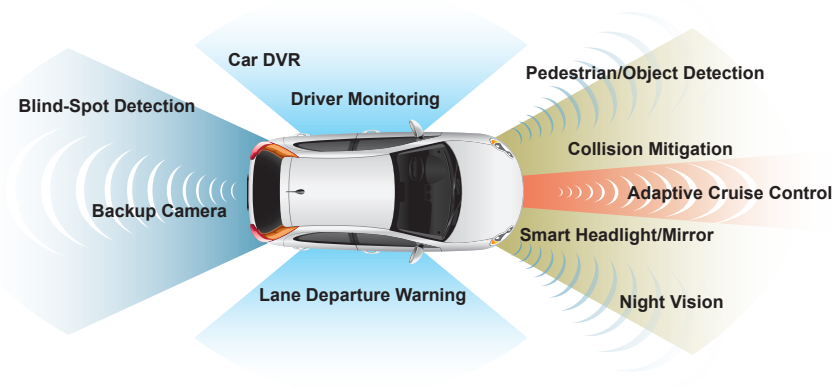 Car DVR
Pedestrian/Object Detection
Blind-Spot Detection
Driver Monitoring
Collision Mitigation
Adaptive Cruise Control
Backup Camera
Smart Headlight/Mirror
Lane Departure Warning
Night Vision